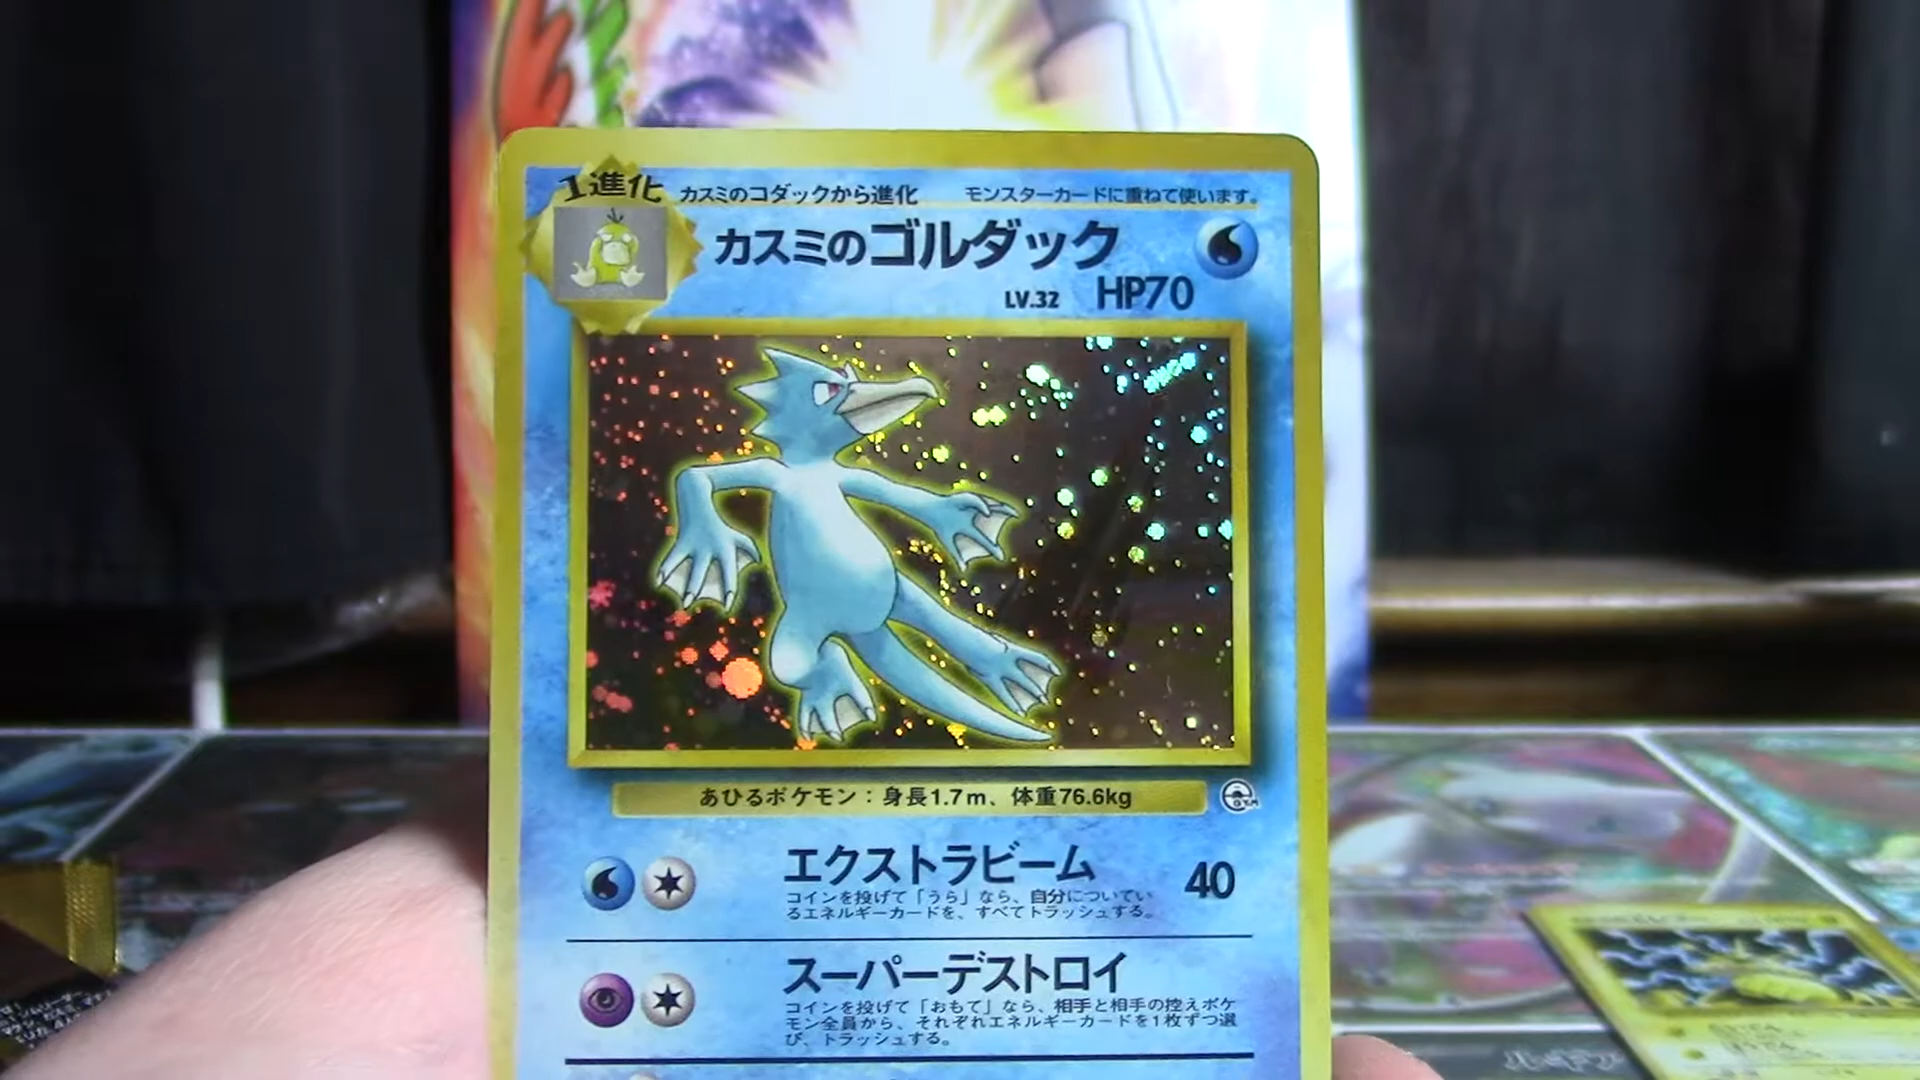 1進化 カスミのコダックから進化 モンスターカードに重ねて使います。
カスミのゴルダック
LV.32 HP70
あひるポケモン：身長1.7m、体重76.6kg
GYM
エクストラビーム 40
コインを投げて「うら」なら、自分についてい
るエネルギーカードを、すべてトラッシュする。
スーパーデストロイ
コインを投げて「おもて」なら、相手と相手の控えポケ
モン全員から、それぞれエネルギーカードを1枚ずつ選
び、トラッシュする。
ルギア